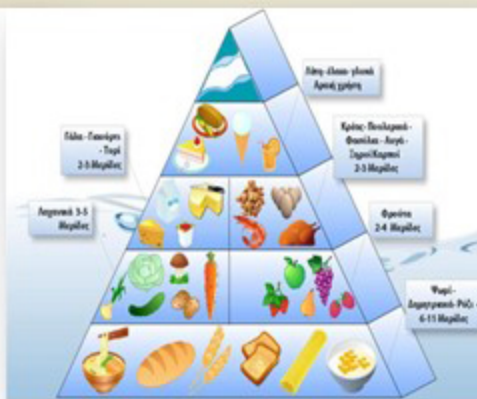 Λίπη -έλαια- γλυκά
Αραιή χρήση
Κρέας - Πουλερικά -
Φασόλια - Αυγά -
Ξηροί Καρποί
2-3 Μερίδες
Γάλα - Γιαούρτι
- Τυρί
2-3 Μερίδες
Λαχανικά 3-5
Μερίδες
Φρούτα
2-4 Μερίδες
Ψωμί -
Δημητριακά- Ρύζι -
6-11 Μερίδες